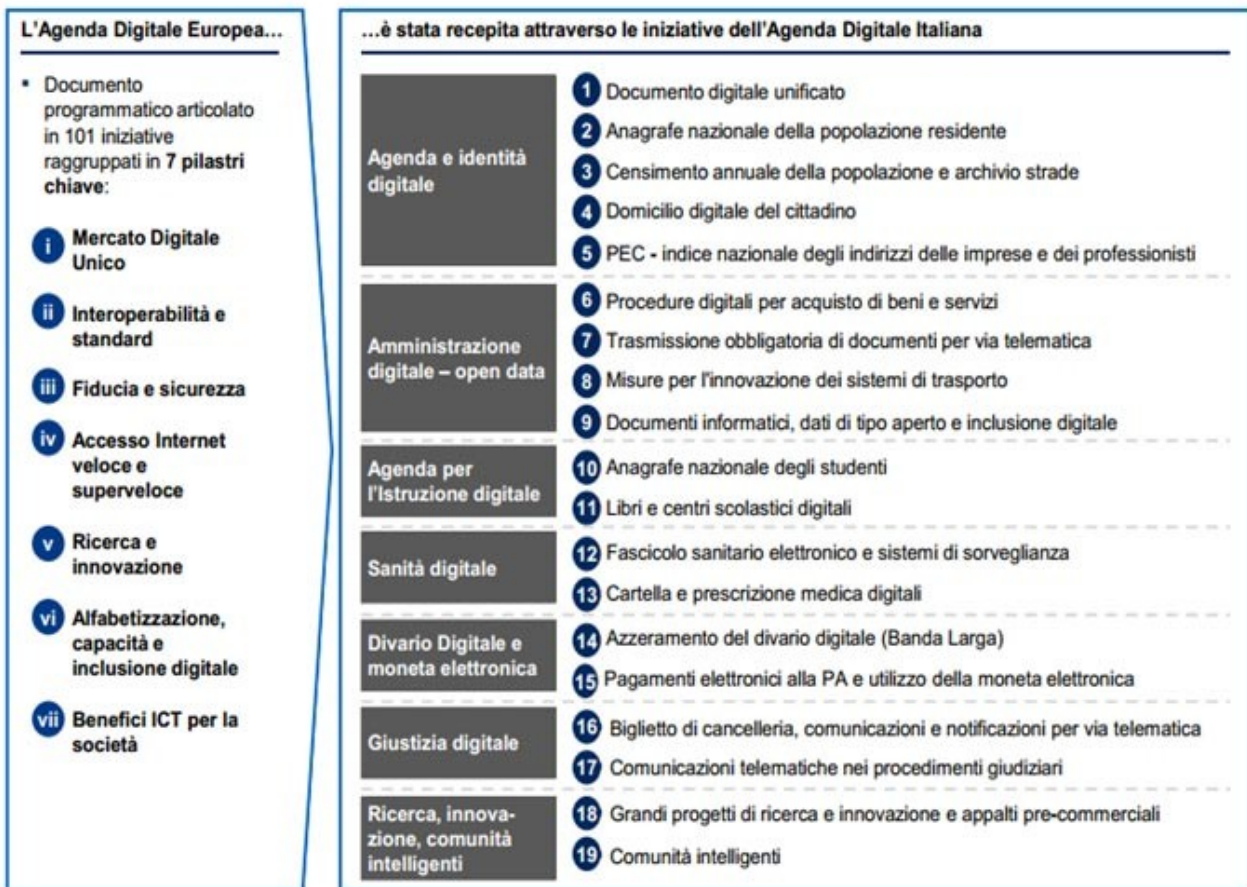 L'Agenda Digitale Europea…
▪ Documento
programmatico articolato
in 101 iniziative
raggruppati in 7 pilastri
chiave:
i Mercato Digitale
Unico
ii Interoperabilità e
standard
iii Fiducia e sicurezza
iv Accesso Internet
veloce e
superveloce
v Ricerca e
innovazione
vi Alfabetizzazione,
capacità e
inclusione digitale
vii Benefici ICT per la
società
…è stata recepita attraverso le iniziative dell'Agenda Digitale Italiana
Agenda e identità
digitale
1 Documento digitale unificato
2 Anagrafe nazionale della popolazione residente
3 Censimento annuale della popolazione e archivio strade
4 Domicilio digitale del cittadino
5 PEC - indice nazionale degli indirizzi delle imprese e dei professionisti
Amministrazione
digitale – open data
6 Procedure digitali per acquisto di beni e servizi
7 Trasmissione obbligatoria di documenti per via telematica
8 Misure per l'innovazione dei sistemi di trasporto
9 Documenti informatici, dati di tipo aperto e inclusione digitale
Agenda per
l'Istruzione digitale
10 Anagrafe nazionale degli studenti
11 Libri e centri scolastici digitali
Sanità digitale
12 Fascicolo sanitario elettronico e sistemi di sorveglianza
13 Cartella e prescrizione medica digitali
Divario Digitale e
moneta elettronica
14 Azzeramento del divario digitale (Banda Larga)
15 Pagamenti elettronici alla PA e utilizzo della moneta elettronica
Giustizia digitale
16 Biglietto di cancelleria, comunicazioni e notificazioni per via telematica
17 Comunicazioni telematiche nei procedimenti giudiziari
Ricerca, innova-
zione, comunità
intelligenti
18 Grandi progetti di ricerca e innovazione e appalti pre-commerciali
19 Comunità intelligenti